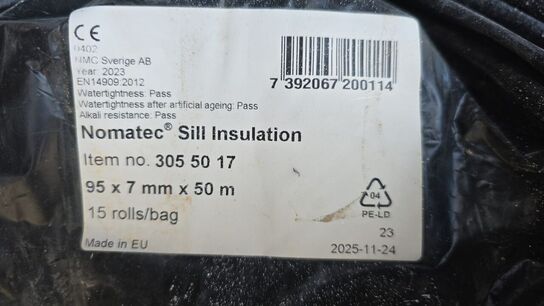 CE
0402
NMC Sverige AB
Year: 2023
EN14909:2012
Watertightness: Pass
Watertightness after artificial ageing: Pass
Alkali resistance: Pass
7 392067 200114
Nomatec® Sill Insulation
Item no. 305 50 17
95 x 7 mm x 50 m
15 rolls/bag
04
PE-LD
23
Made in EU
2025-11-24